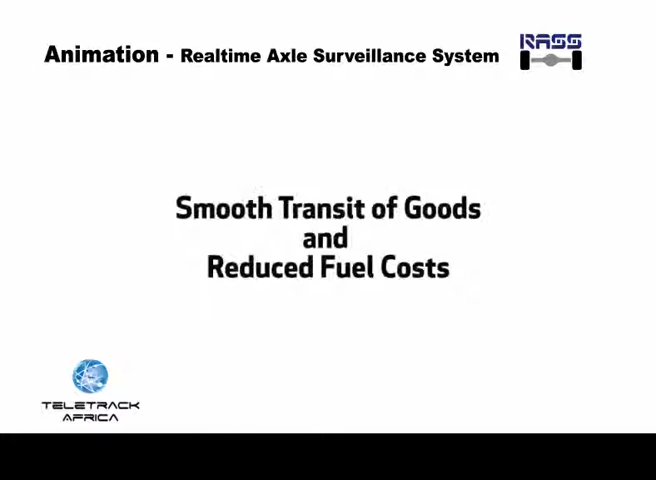 Animation - Realtime Axle Surveillance System
RASS
Smooth Transit of Goods
and
Reduced Fuel Costs
TELETRACK
AFRICA